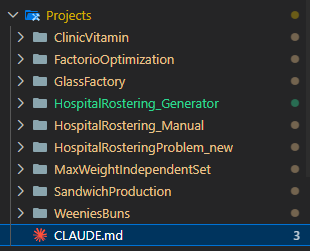 Projects
ClinicVitamin
FactorioOptimization
GlassFactory
HospitalRostering_Generator
HospitalRostering_Manual
HospitalRosteringProblem_new
MaxWeightIndependentSet
SandwichProduction
WeeniesBuns
CLAUDE.md 3